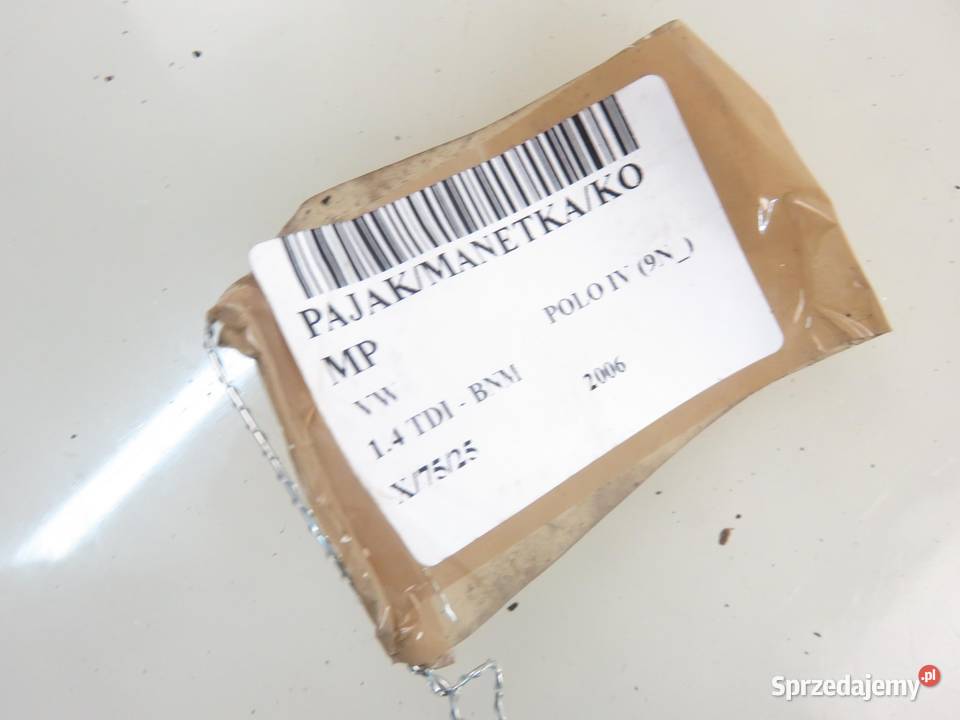 PAJAK/MANETKA/KO
MP
VW POLO IV (9N_)
1.4 TDI - BNM 2006
X/75/25
Sprzedajemy.pl